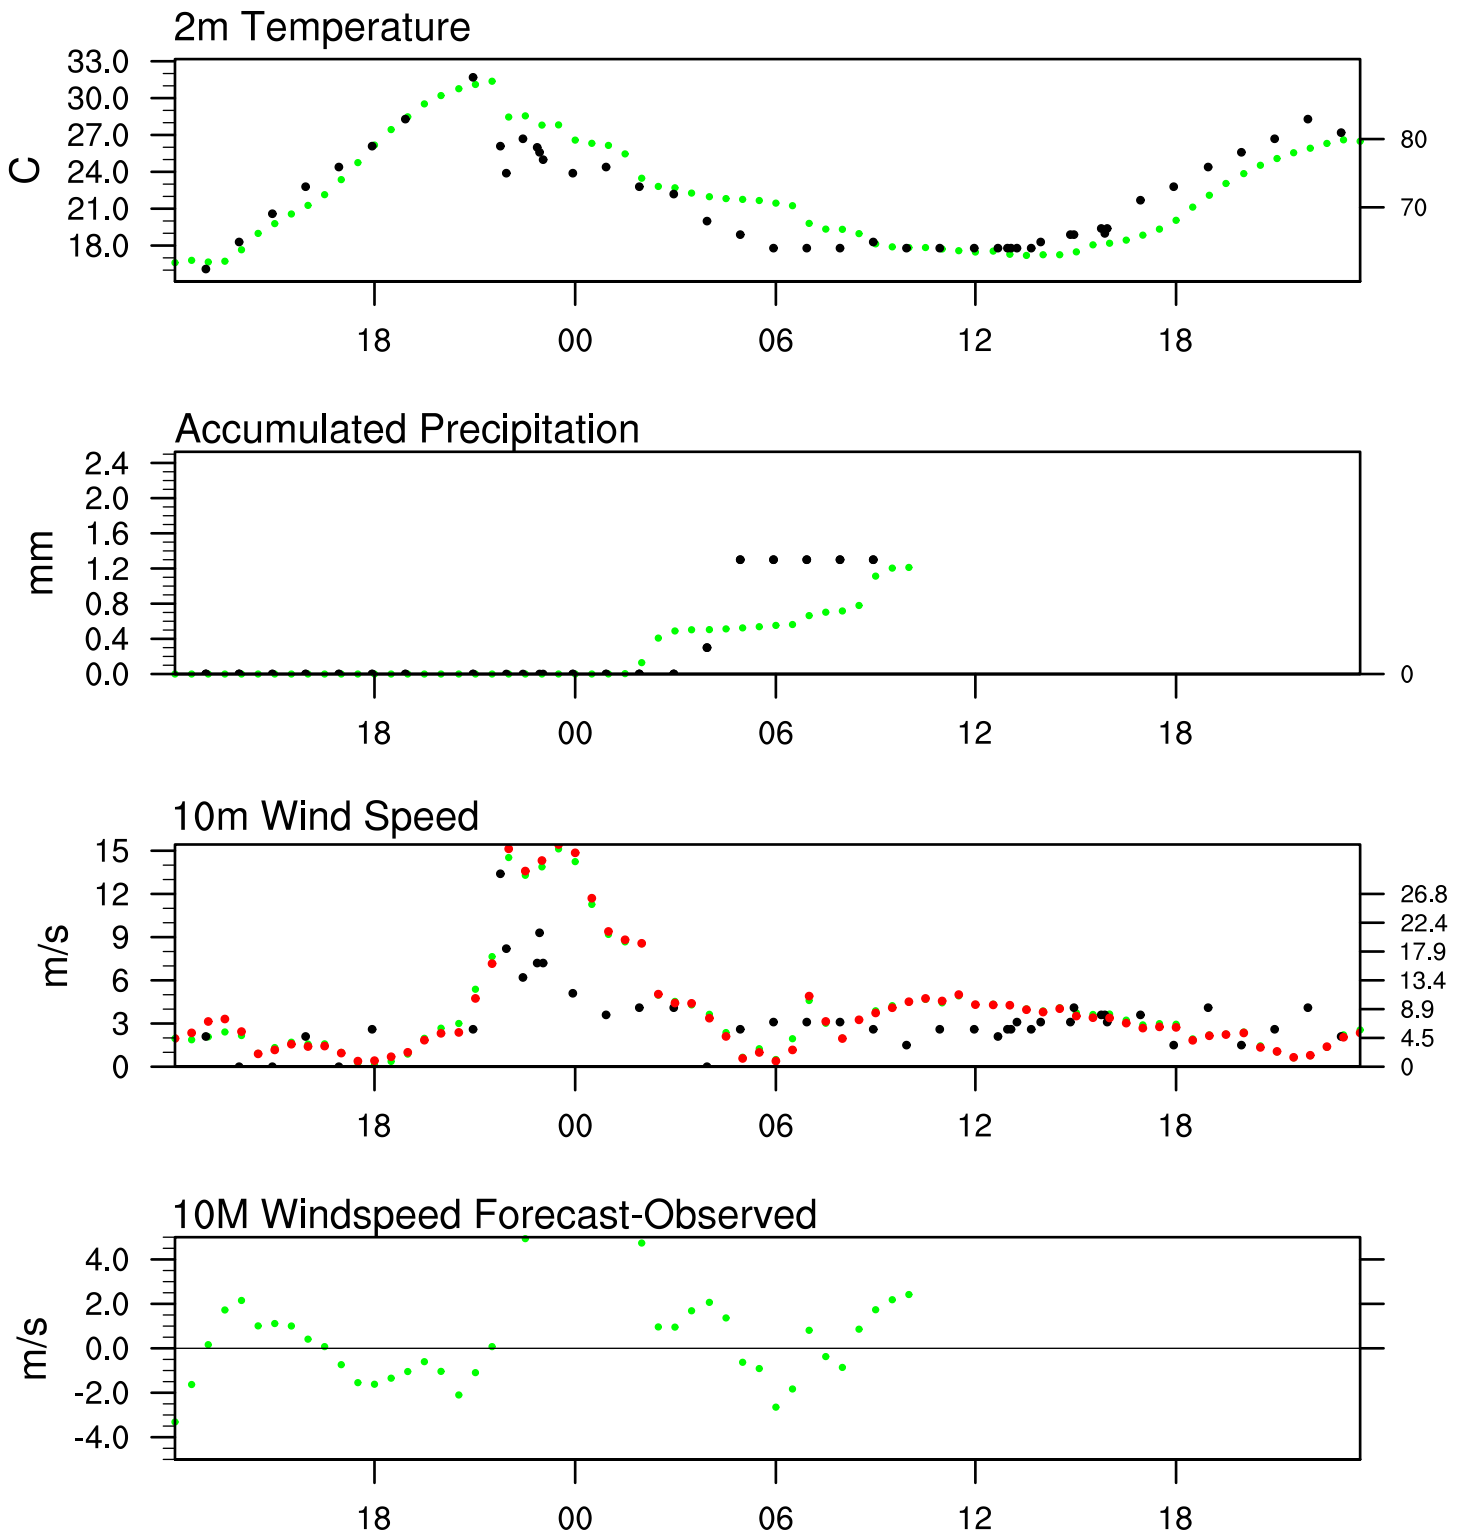 2m Temperature
33.0
30.0
27.0
24.0
21.0
18.0
C
80
70
18 00 06 12 18
Accumulated Precipitation
2.4
2.0
1.6
1.2
0.8
0.4
0.0
mm
0
18 00 06 12 18
10m Wind Speed
15
12
9
6
3
0
m/s
26.8
22.4
17.9
13.4
8.9
4.5
0
18 00 06 12 18
10M Windspeed Forecast-Observed
4.0
2.0
0.0
-2.0
-4.0
m/s
18 00 06 12 18